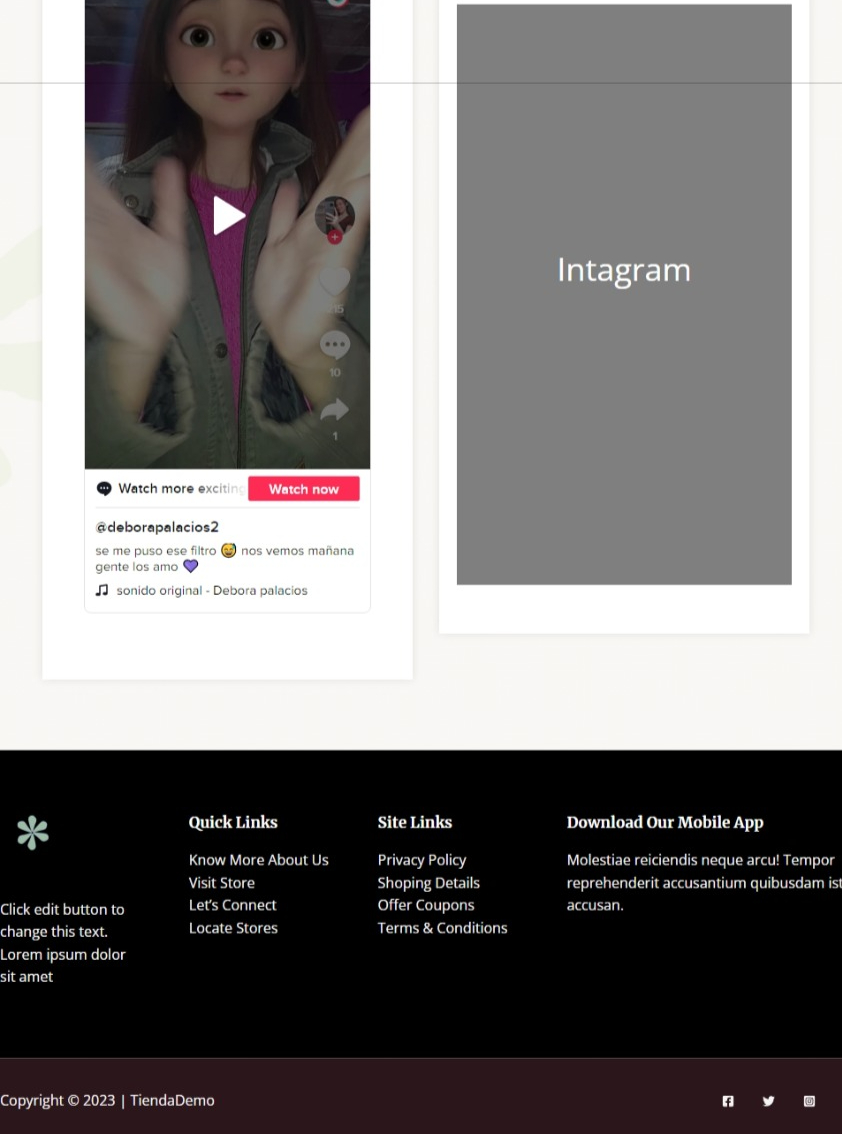 215
10
1
Watch more exciting
Watch now
@deborapalacios2
se me puso ese filtro 😅 nos vemos mañana
gente los amo 💜
sonido original - Debora palacios
Intagram
Click edit button to
change this text.
Lorem ipsum dolor
sit amet
Quick Links
Know More About Us
Visit Store
Let’s Connect
Locate Stores
Site Links
Privacy Policy
Shoping Details
Offer Coupons
Terms & Conditions
Download Our Mobile App
Molestiae reiciendis neque arcu! Tempor
reprehenderit accusantium quibusdam ist
accusan.
Copyright © 2023 | TiendaDemo